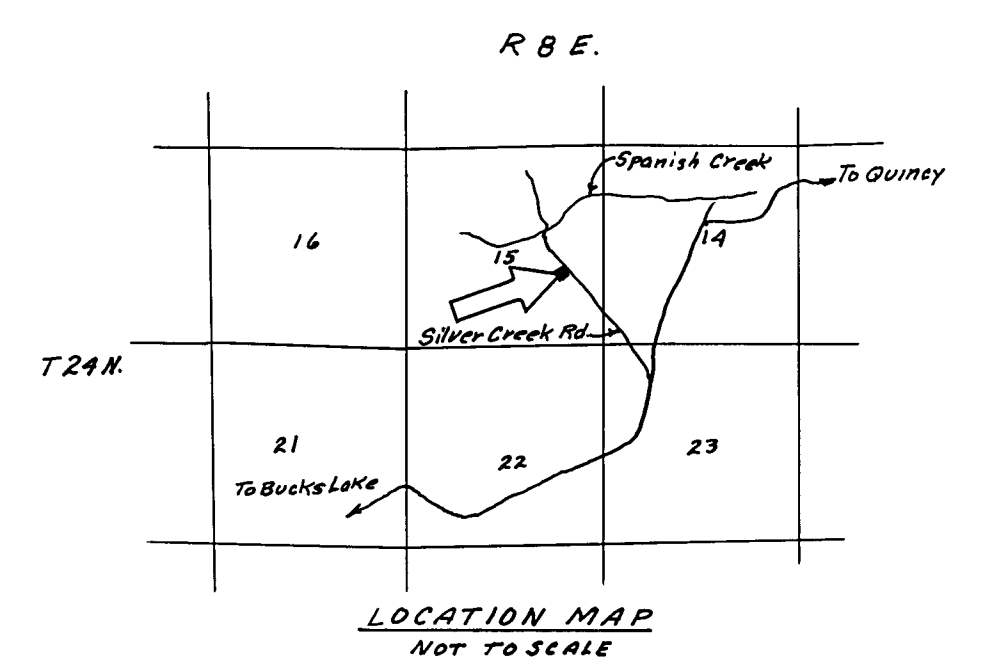 R 8 E.
Spanish Creek
To Quincy
16
15
14
Silver Creek Rd.
T 24 N.
21
22
23
To Bucks Lake
LOCATION MAP
NOT TO SCALE